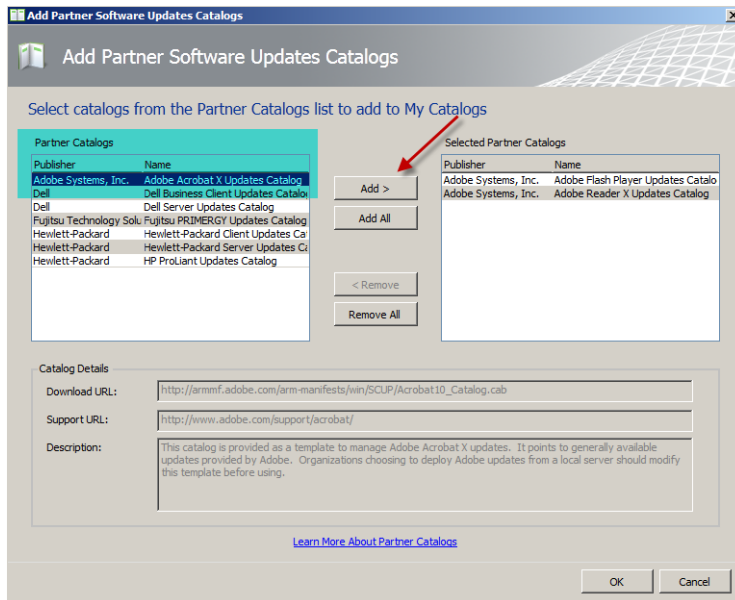 Add Partner Software Updates Catalogs
Add Partner Software Updates Catalogs
Select catalogs from the Partner Catalogs list to add to My Catalogs
Partner Catalogs
Publisher Name
Adobe Systems, Inc. Adobe Acrobat X Updates Catalog
Dell Dell Business Client Updates Catalo
Dell Dell Server Updates Catalog
Fujitsu Technology Solu Fujitsu PRIMERGY Updates Catalog
Hewlett-Packard Hewlett-Packard Client Updates Ca
Hewlett-Packard Hewlett-Packard Server Updates Ca
Hewlett-Packard HP ProLiant Updates Catalog
Add >
Add All
< Remove
Remove All
Selected Partner Catalogs
Publisher Name
Adobe Systems, Inc. Adobe Flash Player Updates Catalo
Adobe Systems, Inc. Adobe Reader X Updates Catalog
Catalog Details
Download URL: http://armmf.adobe.com/arm-manifests/win/SCUP/Acrobat10_Catalog.cab
Support URL: http://www.adobe.com/support/acrobat/
Description: This catalog is provided as a template to manage Adobe Acrobat X updates. It points to generally available
updates provided by Adobe. Organizations choosing to deploy Adobe updates from a local server should modify
this template before using.
Learn More About Partner Catalogs
OK Cancel